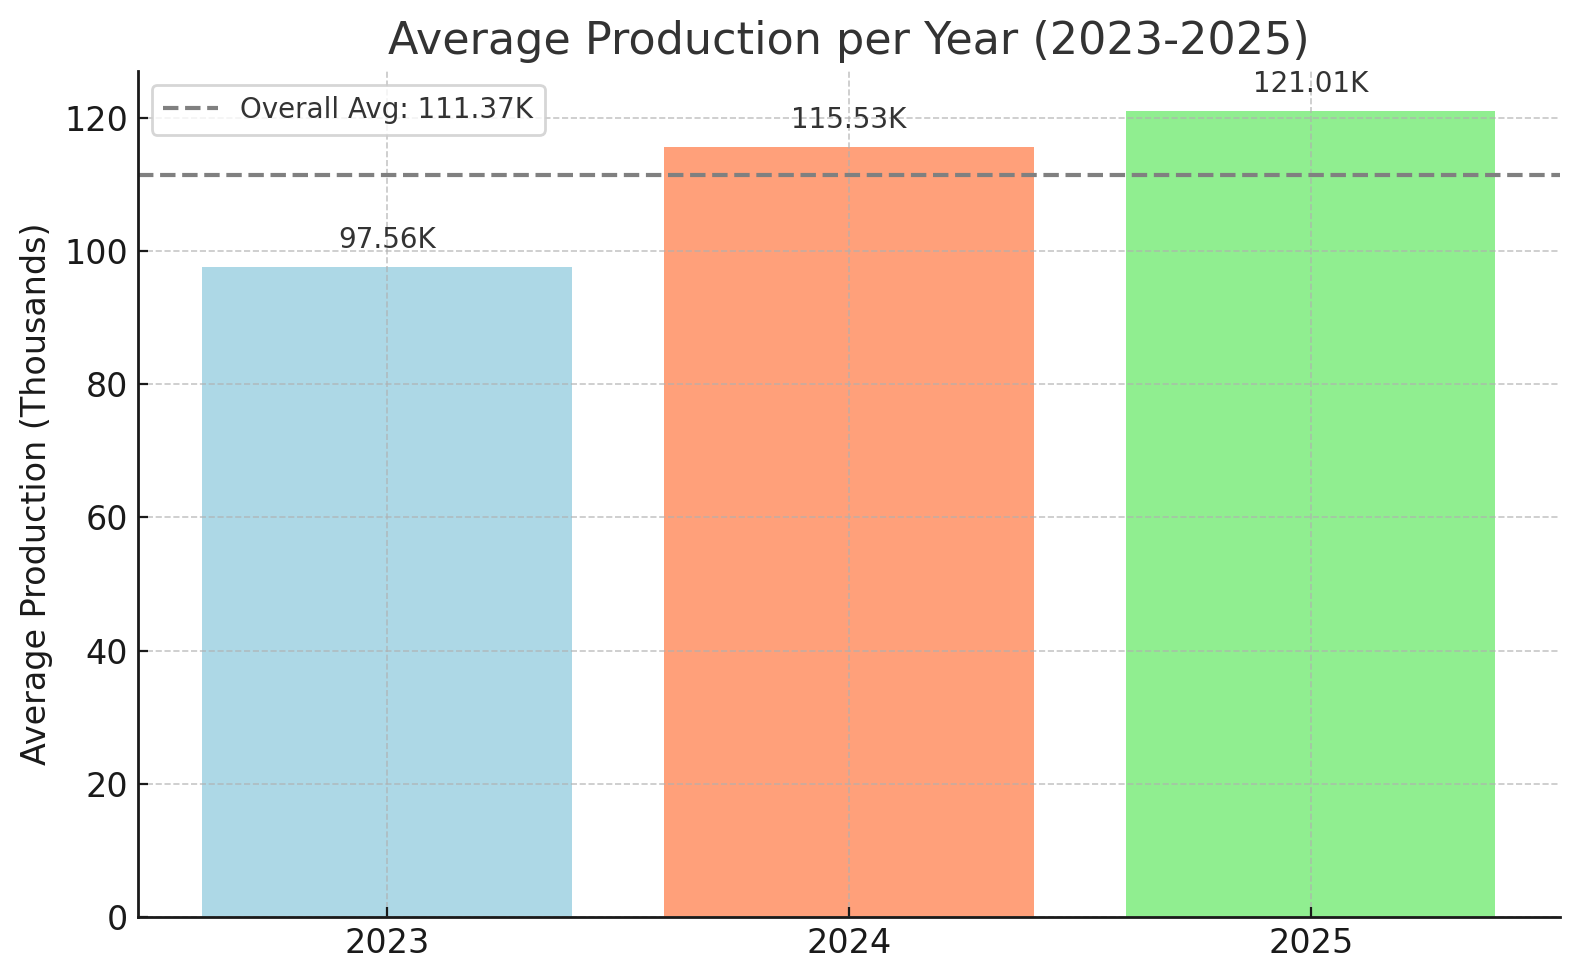 Average Production per Year (2023-2025)
Overall Avg: 111.37K
Average Production (Thousands)
120
100
80
60
40
20
0
97.56K
115.53K
121.01K
2023
2024
2025